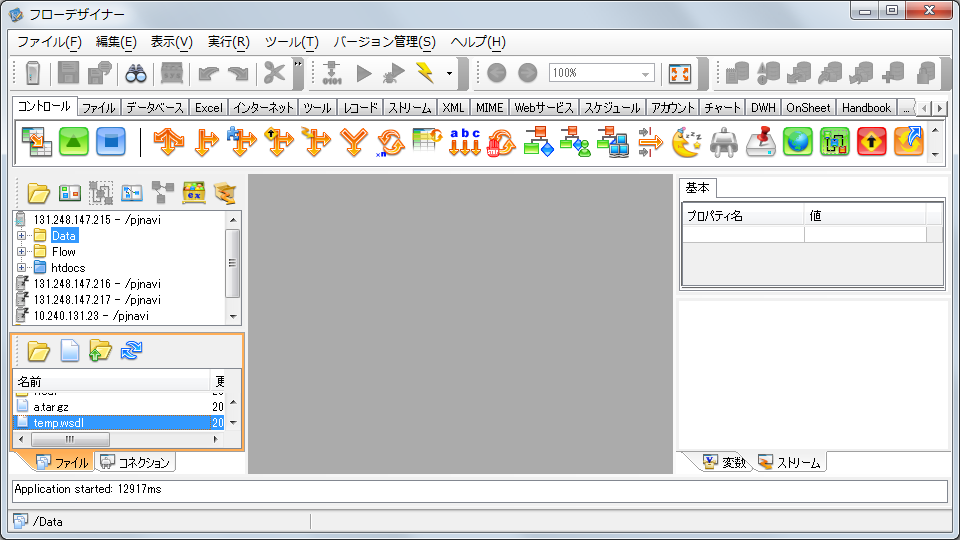 フローデザイナー
ファイル(F) 編集(E) 表示(V) 実行(R) ツール(T) バージョン管理(S) ヘルプ(H)
0101 100%
コントロール ファイル データベース Excel インターネット ツール レコード ストリーム XML MIME Webサービス スケジュール アカウント チャート DWH OnSheet Handbook ...
×n a b c z z z
ex
131.248.147.215 - /pjnavi
Data
Flow
htdocs
131.248.147.216 - /pjnavi
131.248.147.217 - /pjnavi
10.240.131.23 - /pjnavi
名前 更
a.tar.gz 20
temp.wsdl 20
ファイル コネクション
基本
プロパティ名 値
変数 ストリーム
Application started: 12917ms
/Data